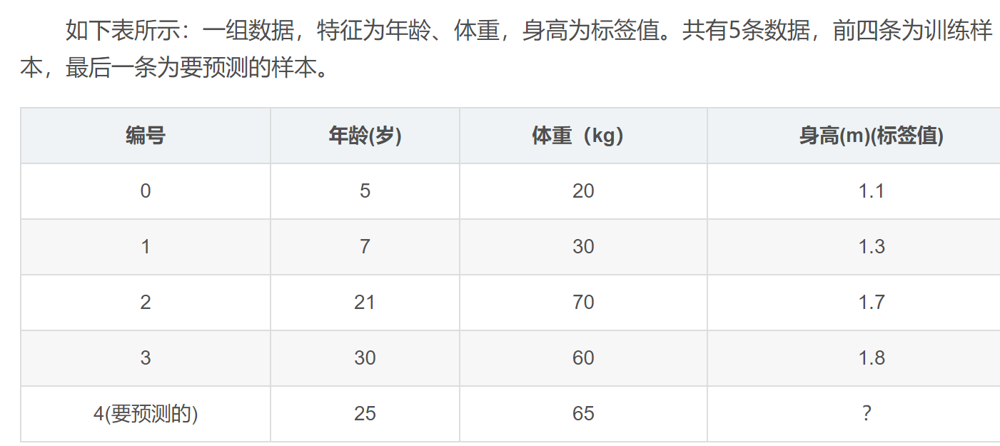 如下表所示：一组数据，特征为年龄、体重，身高为标签值。共有5条数据，前四条为训练样
本，最后一条为要预测的样本。
编号 年龄(岁) 体重（kg） 身高(m)(标签值)
0 5 20 1.1
1 7 30 1.3
2 21 70 1.7
3 30 60 1.8
4(要预测的) 25 65 ？